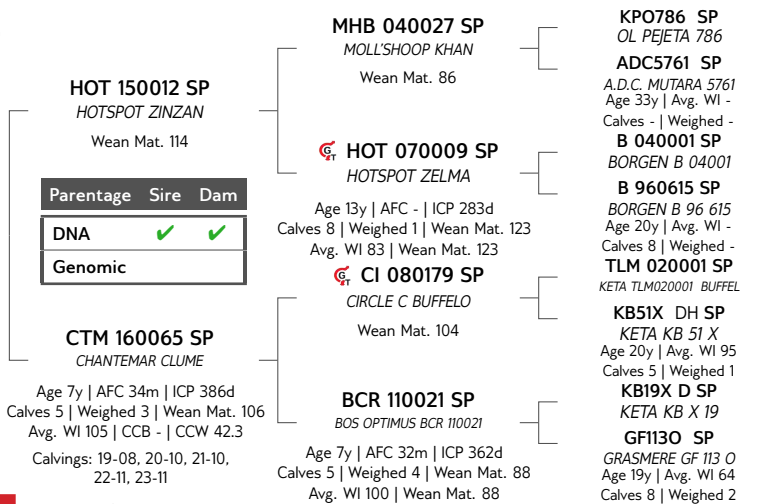 HOT 150012 SP
HOTSPOT ZINZAN
Wean Mat. 114
Parentage Sire Dam
DNA ✔ ✔
Genomic
CTM 160065 SP
CHANTEMAR CLUME
Age 7y | AFC 34m | ICP 386d
Calves 5 | Weighed 3 | Wean Mat. 106
Avg. WI 105 | CCB - | CCW 42.3
Calvings: 19-08, 20-10, 21-10,
22-11, 23-11
MHB 040027 SP
MOLL'SHOOP KHAN
Wean Mat. 86
GT HOT 070009 SP
HOTSPOT ZELMA
Age 13y | AFC - | ICP 283d
Calves 8 | Weighed 1 | Wean Mat. 123
Avg. WI 83 | Wean Mat. 123
GT CI 080179 SP
CIRCLE C BUFFELO
Wean Mat. 104
BCR 110021 SP
BOS OPTIMUS BCR 110021
Age 7y | AFC 32m | ICP 362d
Calves 5 | Weighed 4 | Wean Mat. 88
Avg. WI 100 | Wean Mat. 88
KPO786 SP
OL PEJETA 786
ADC5761 SP
A.D.C. MUTARA 5761
Age 33y | Avg. WI -
Calves - | Weighed -
B 040001 SP
BORGEN B 04001
B 960615 SP
BORGEN B 96 615
Age 20y | Avg. WI -
Calves 8 | Weighed -
TLM 020001 SP
KETA TLM020001 BUFFEL
KB51X DH SP
KETA KB 51 X
Age 20y | Avg. WI 95
Calves 5 | Weighed 1
KB19X D SP
KETA KB X 19
GF113O SP
GRASMERE GF 113 O
Age 19y | Avg. WI 64
Calves 8 | Weighed 2